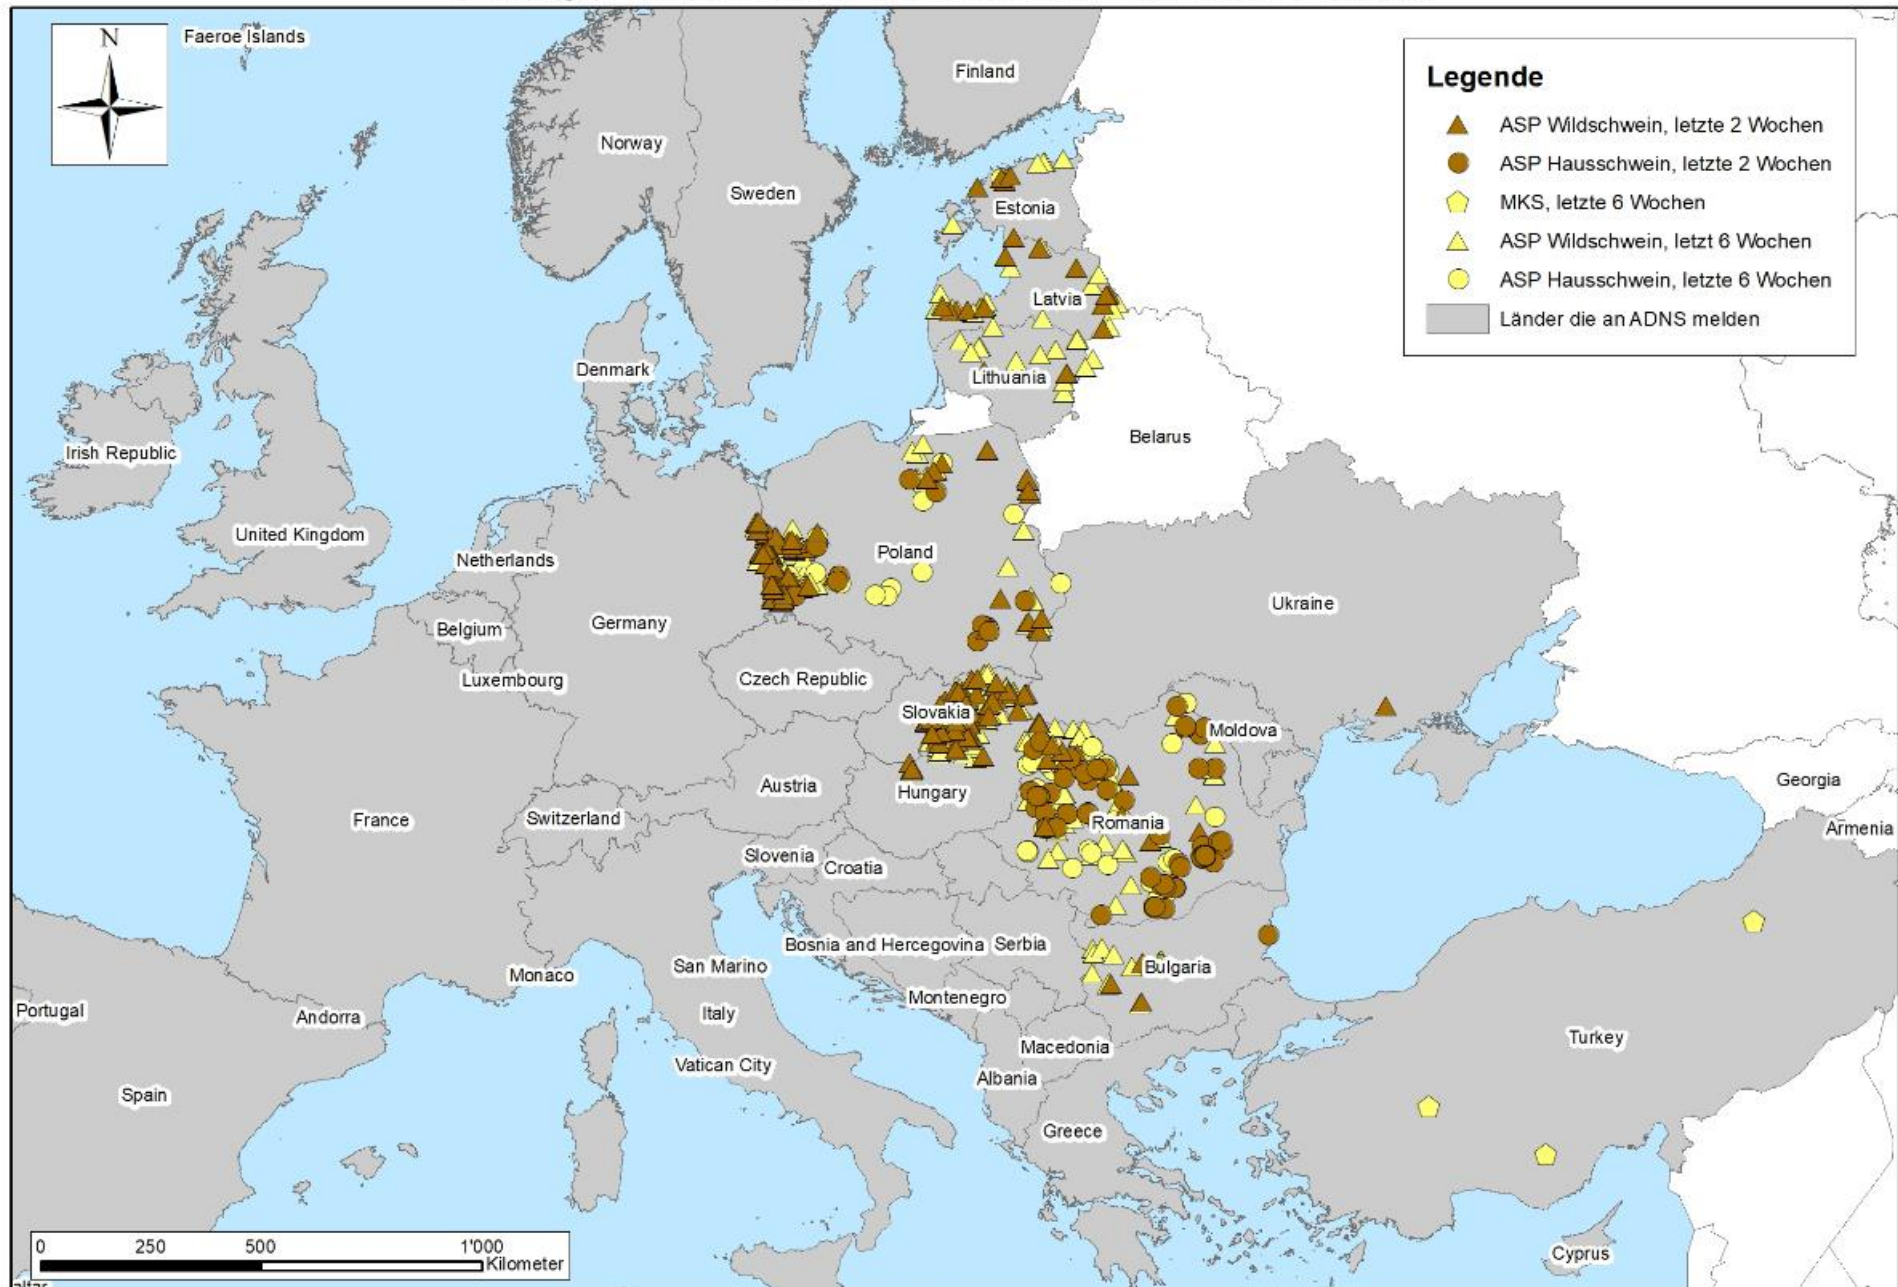 N
Faeroe Islands
Finland
Norway
Sweden
Estonia
Latvia
Denmark
Lithuania
Irish Republic
Belarus
United Kingdom
Netherlands
Poland
Ukraine
Belgium
Germany
Luxembourg
Czech Republic
Slovakia
Moldova
Austria
Hungary
Georgia
France
Switzerland
Romania
Armenia
Slovenia
Croatia
Bosnia and Hercegovina
Serbia
San Marino
Bulgaria
Monaco
Montenegro
Portugal
Andorra
Italy
Turkey
Macedonia
Vatican City
Albania
Spain
Greece
Cyprus
Legende
ASP Wildschwein, letzte 2 Wochen
ASP Hausschwein, letzte 2 Wochen
MKS, letzte 6 Wochen
ASP Wildschwein, letzt 6 Wochen
ASP Hausschwein, letzte 6 Wochen
Länder die an ADNS melden
0 250 500 1'000
Kilometer